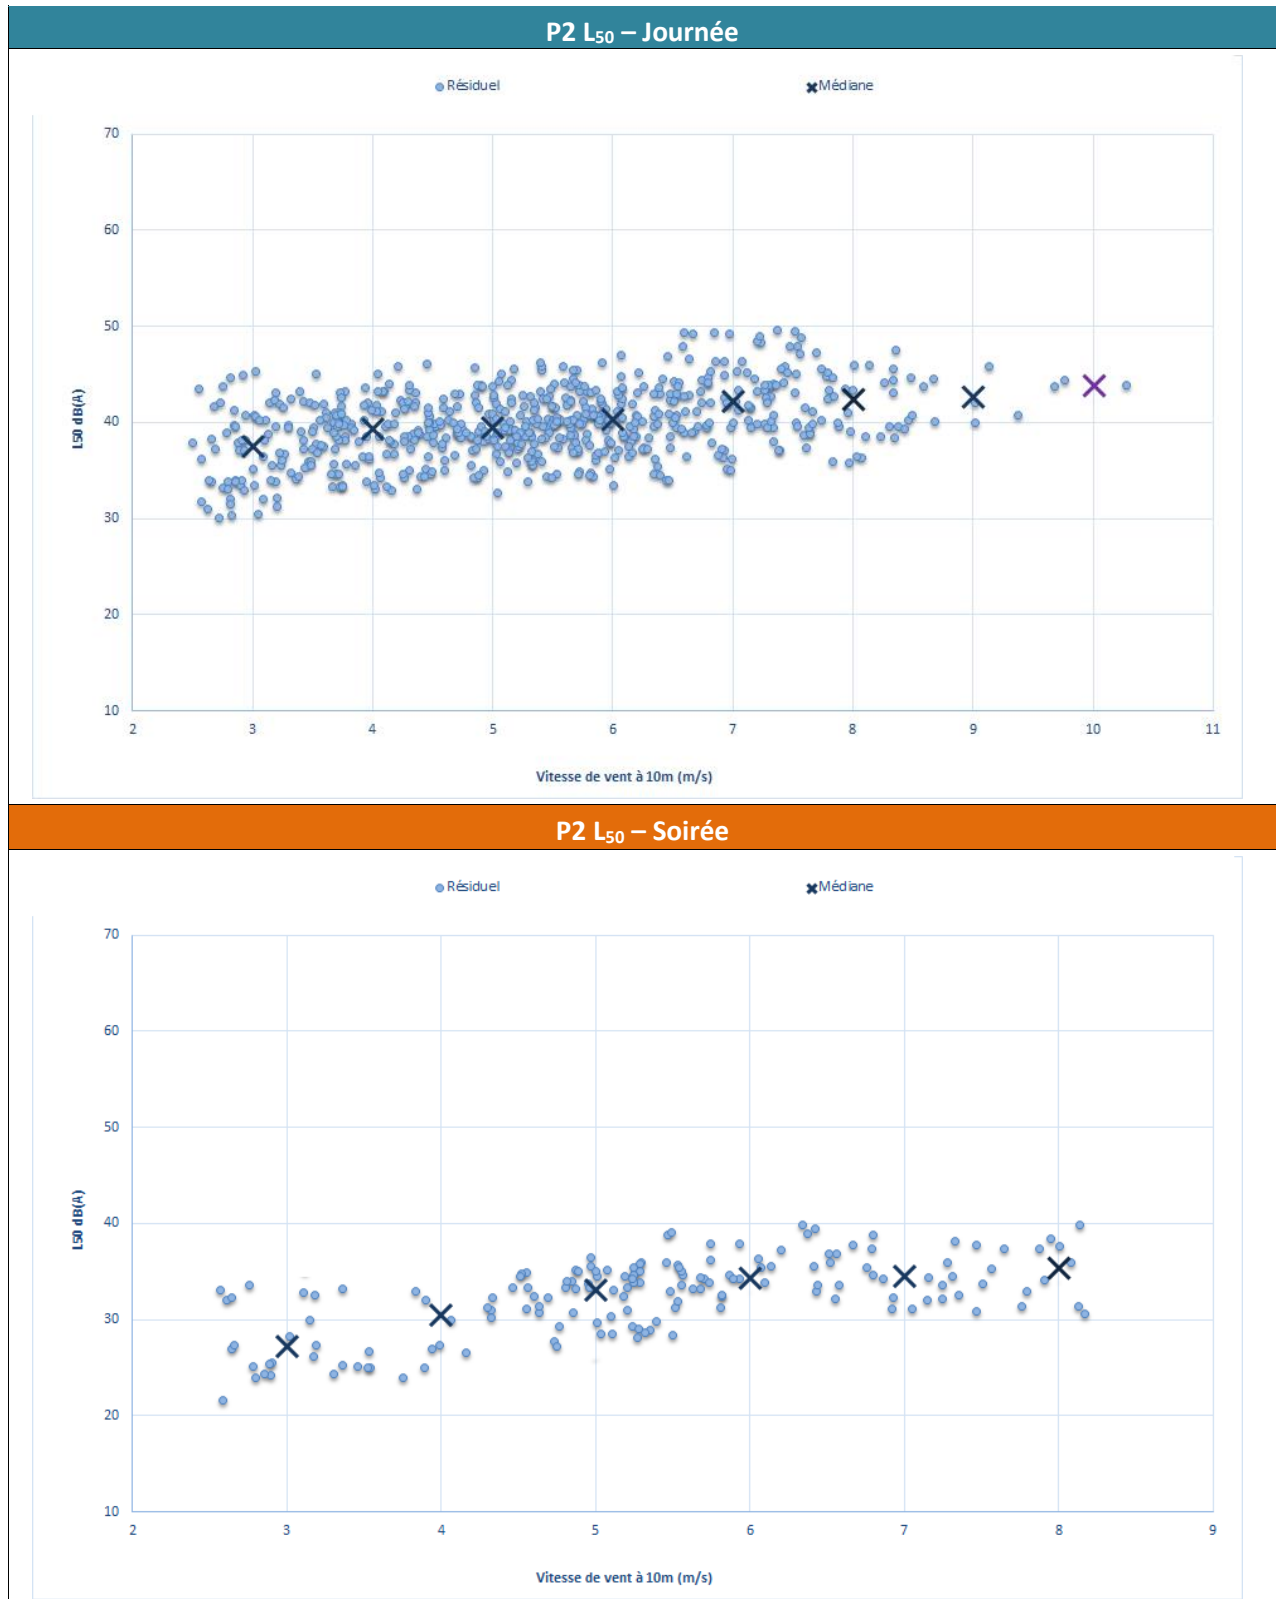 P2 L50 – Journée
Résiduel Médiane
70
60
50
40
30
20
10
L50 dB(A)
2 3 4 5 6 7 8 9 10 11
Vitesse de vent à 10m (m/s)
P2 L50 – Soirée
Résiduel Médiane
70
60
50
40
30
20
10
L50 dB(A)
2 3 4 5 6 7 8 9
Vitesse de vent à 10m (m/s)